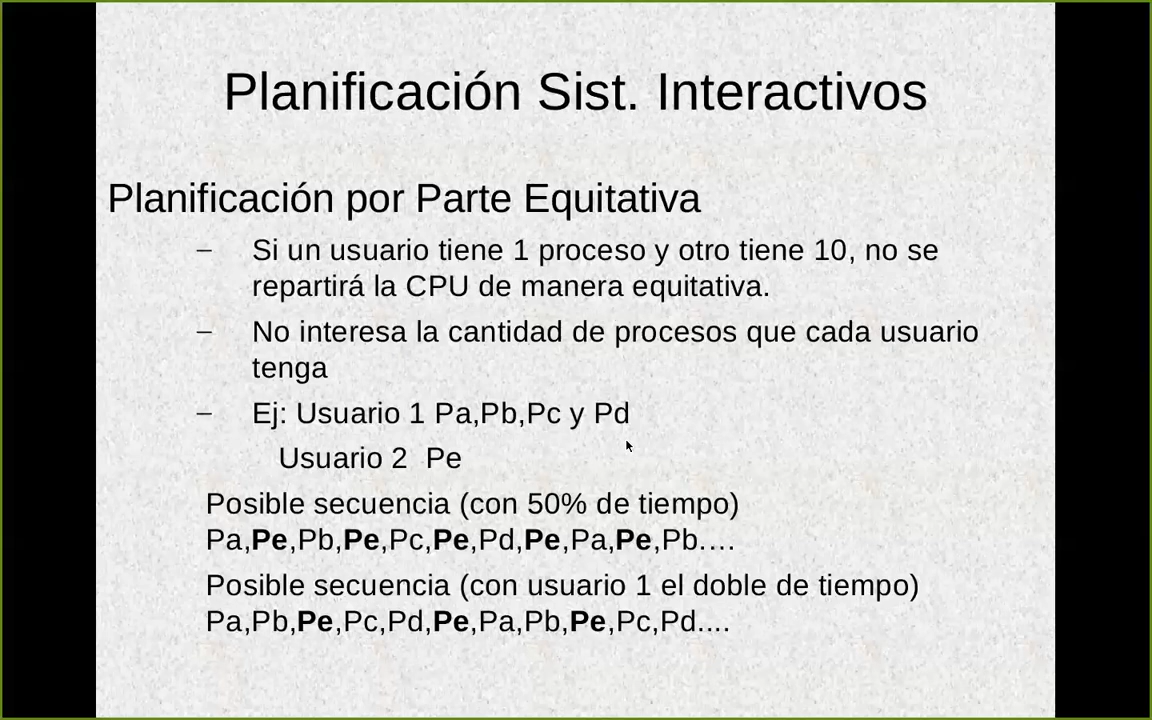 Planificación Sist. Interactivos
Planificación por Parte Equitativa
– Si un usuario tiene 1 proceso y otro tiene 10, no se
repartirá la CPU de manera equitativa.
– No interesa la cantidad de procesos que cada usuario
tenga
– Ej: Usuario 1 Pa,Pb,Pc y Pd
Usuario 2 Pe
Posible secuencia (con 50% de tiempo)
Pa,Pe,Pb,Pe,Pc,Pe,Pd,Pe,Pa,Pe,Pb....
Posible secuencia (con usuario 1 el doble de tiempo)
Pa,Pb,Pe,Pc,Pd,Pe,Pa,Pb,Pe,Pc,Pd....